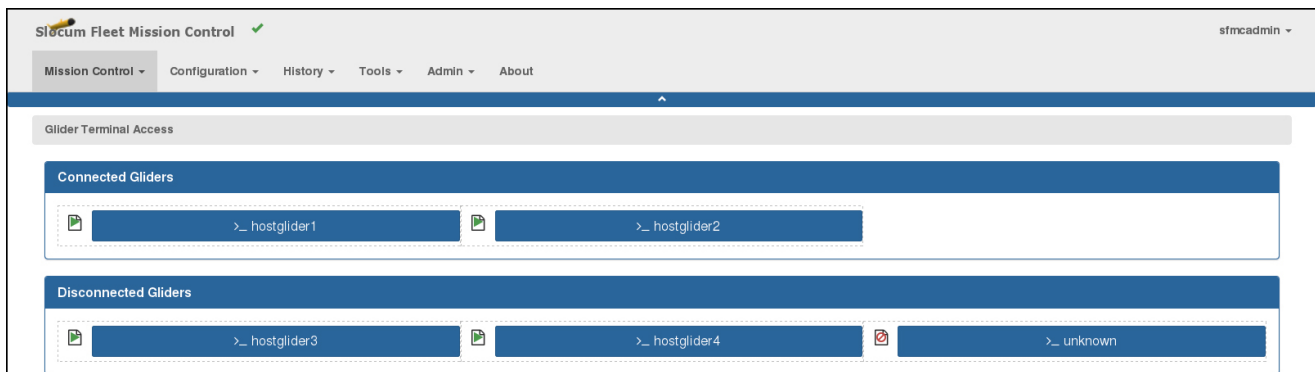 Slocum Fleet Mission Control
sfmcadmin
Mission Control Configuration History Tools Admin About
Glider Terminal Access
Connected Gliders
>_ hostglider1 >_ hostglider2
Disconnected Gliders
>_ hostglider3 >_ hostglider4 >_ unknown